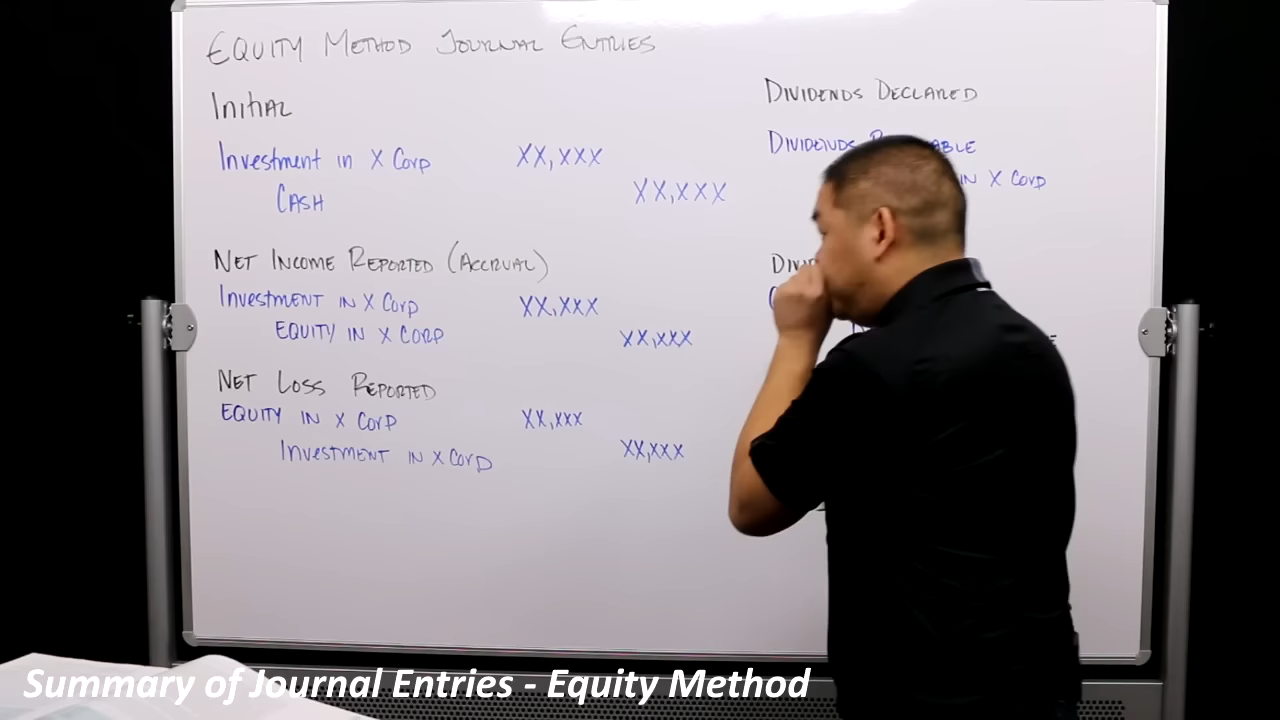 EQUITY METHOD JOURNAL ENTRIES
INITIAL
Investment in X Corp XX,XXX
CASH XX,XXX
NET INCOME REPORTED (ACCRUAL)
INVESTMENT IN X CORP XX,XXX
EQUITY IN X CORP XX,XXX
NET LOSS REPORTED
EQUITY IN X CORP XX,XXX
INVESTMENT IN X CORP XX,XXX
DIVIDENDS DECLARED
DIVIDENDS
IN X CORP
Summary of Journal Entries - Equity Method